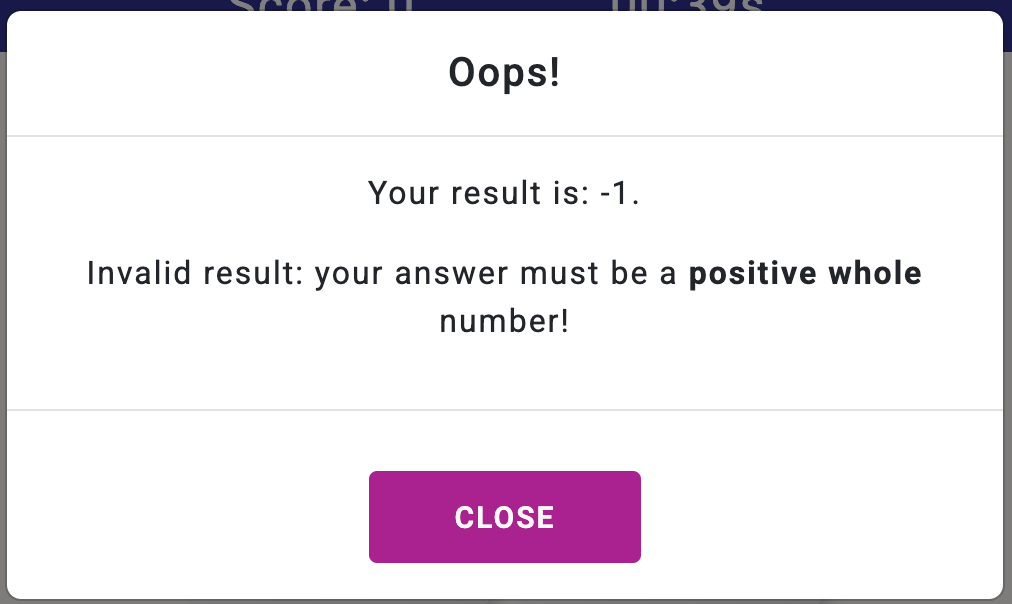 Score: 0 00:39s
Oops!
Your result is: -1.
Invalid result: your answer must be a positive whole
number!
CLOSE